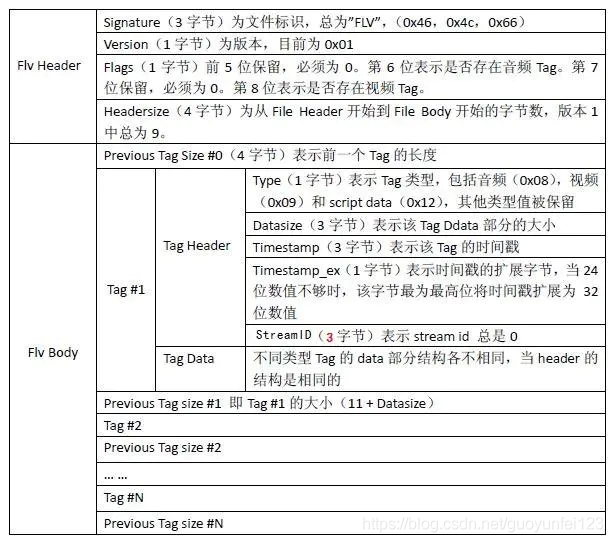 Flv Header
Signature（3 字节）为文件标识，总为”FLV”，（0x46，0x4c，0x66）
Version（1 字节）为版本，目前为 0x01
Flags（1 字节）前 5 位保留，必须为 0。第 6 位表示是否存在音频 Tag。第 7
位保留，必须为 0。第 8 位表示是否存在视频 Tag。
Headersize（4 字节）为从 File Header 开始到 File Body 开始的字节数，版本 1
中总为 9。
Flv Body
Previous Tag Size #0（4 字节）表示前一个 Tag 的长度
Tag #1
Tag Header
Type（1 字节）表示 Tag 类型，包括音频（0x08），视频
（0x09）和 script data（0x12），其他类型值被保留
Datasize（3 字节）表示该 Tag Ddata 部分的大小
Timestamp（3 字节）表示该 Tag 的时间戳
Timestamp_ex（1 字节）表示时间戳的扩展字节，当 24
位数值不够时，该字节最为最高位将时间戳扩展为 32
位数值
StreamID（3 字节）表示 stream id 总是 0
Tag Data
不同类型 Tag 的 data 部分结构各不相同，当 header 的
结构是相同的
Previous Tag size #1 即 Tag #1 的大小（11 + Datasize）
Tag #2
Previous Tag size #2
... ...
Tag #N
Previous Tag size #N
https://blog.csdn.net/guoyunfei123